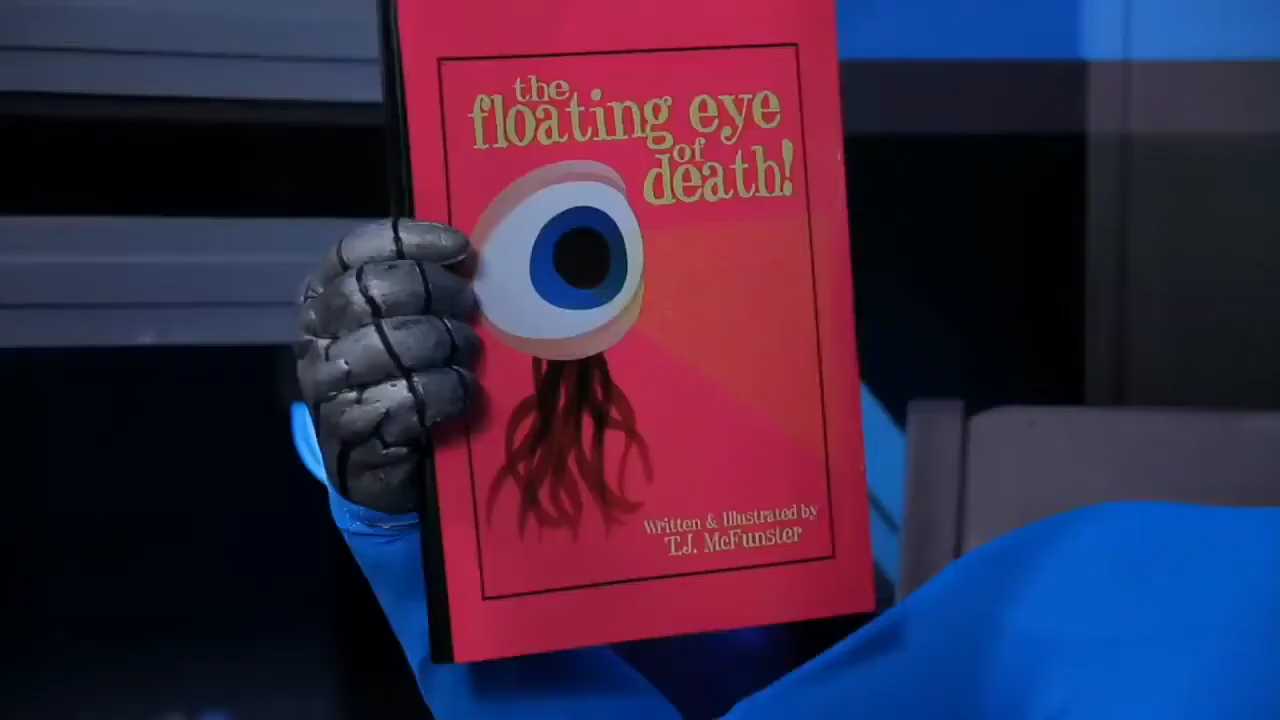 the
floating eye
of
death!
Written & Illustrated by
T.J. McFunster